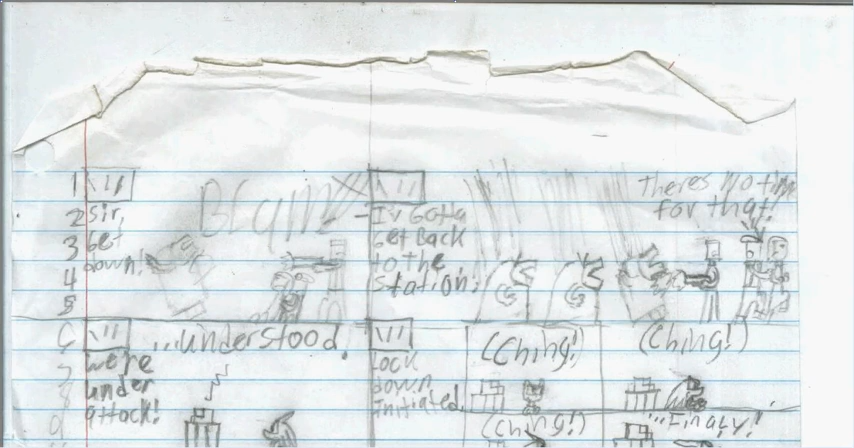 1
2 Sir,
3 Get
4 down!
5
BLAM
I'v Gotta
Get Back
to the
Station!
Theres No tim
for that!
6
7 we're
8 under
9 attack!
...understood!
Lock
down
Initiated.
(Ching!)
(Ching!)
(Ching!)
...Finaly!